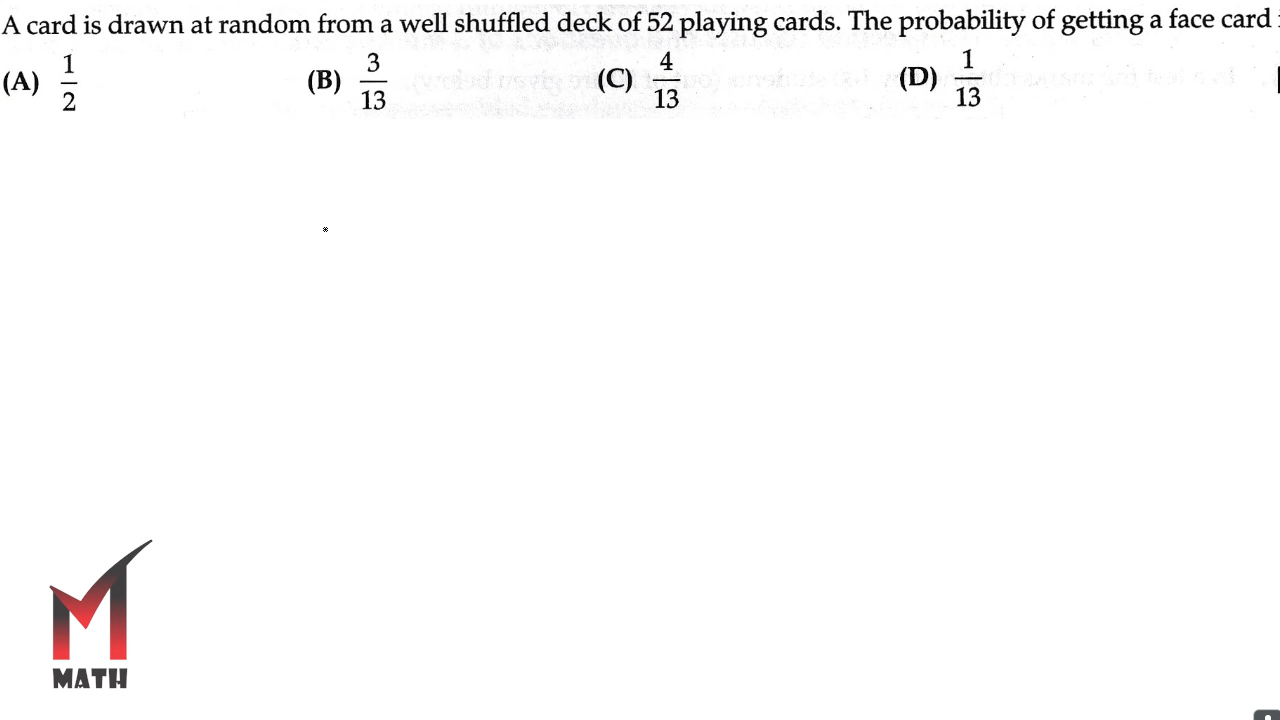 A card is drawn at random from a well shuffled deck of 52 playing cards. The probability of getting a face card
(A) 1/2 (B) 3/13 (C) 4/13 (D) 1/13
MATH